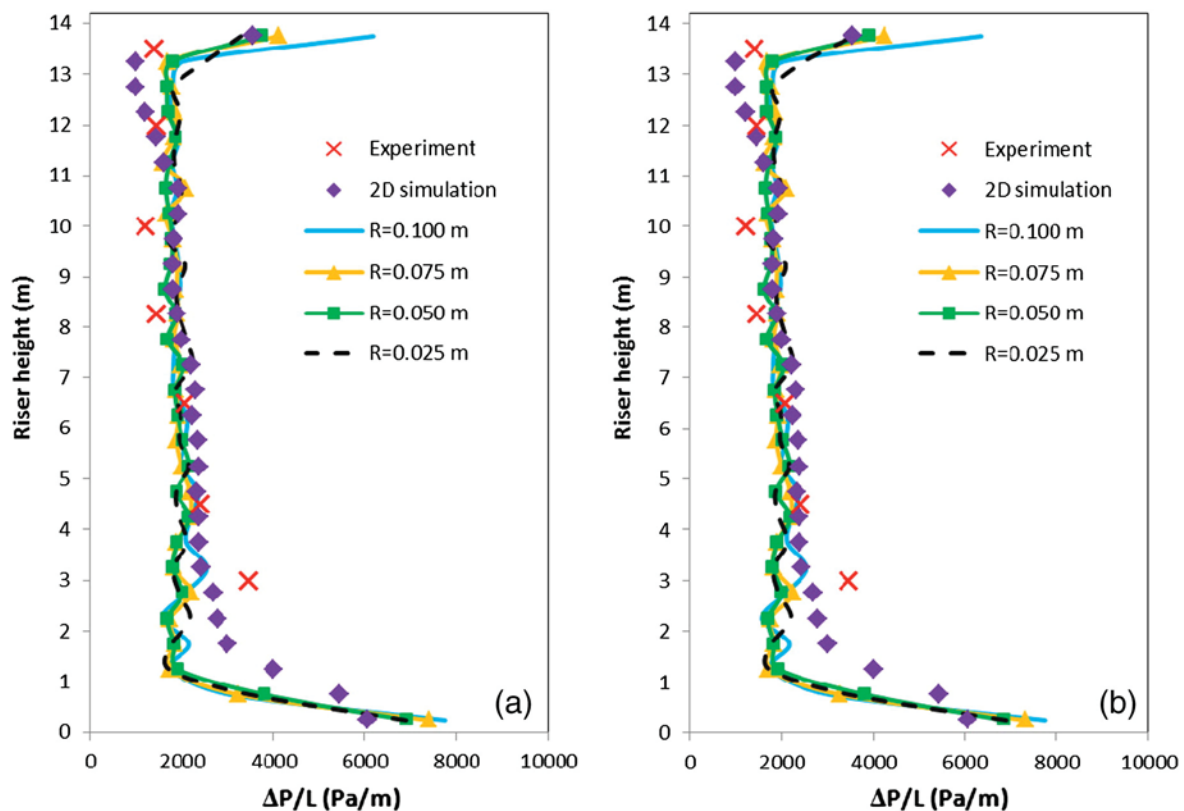 14
13
12
11
10
9
8
7
6
5
4
3
2
1
0
Riser height (m)
Experiment
2D simulation
R=0.100 m
R=0.075 m
R=0.050 m
R=0.025 m
(a)
0 2000 4000 6000 8000 10000
ΔP/L (Pa/m)
14
13
12
11
10
9
8
7
6
5
4
3
2
1
0
Riser height (m)
Experiment
2D simulation
R=0.100 m
R=0.075 m
R=0.050 m
R=0.025 m
(b)
0 2000 4000 6000 8000 10000
ΔP/L (Pa/m)